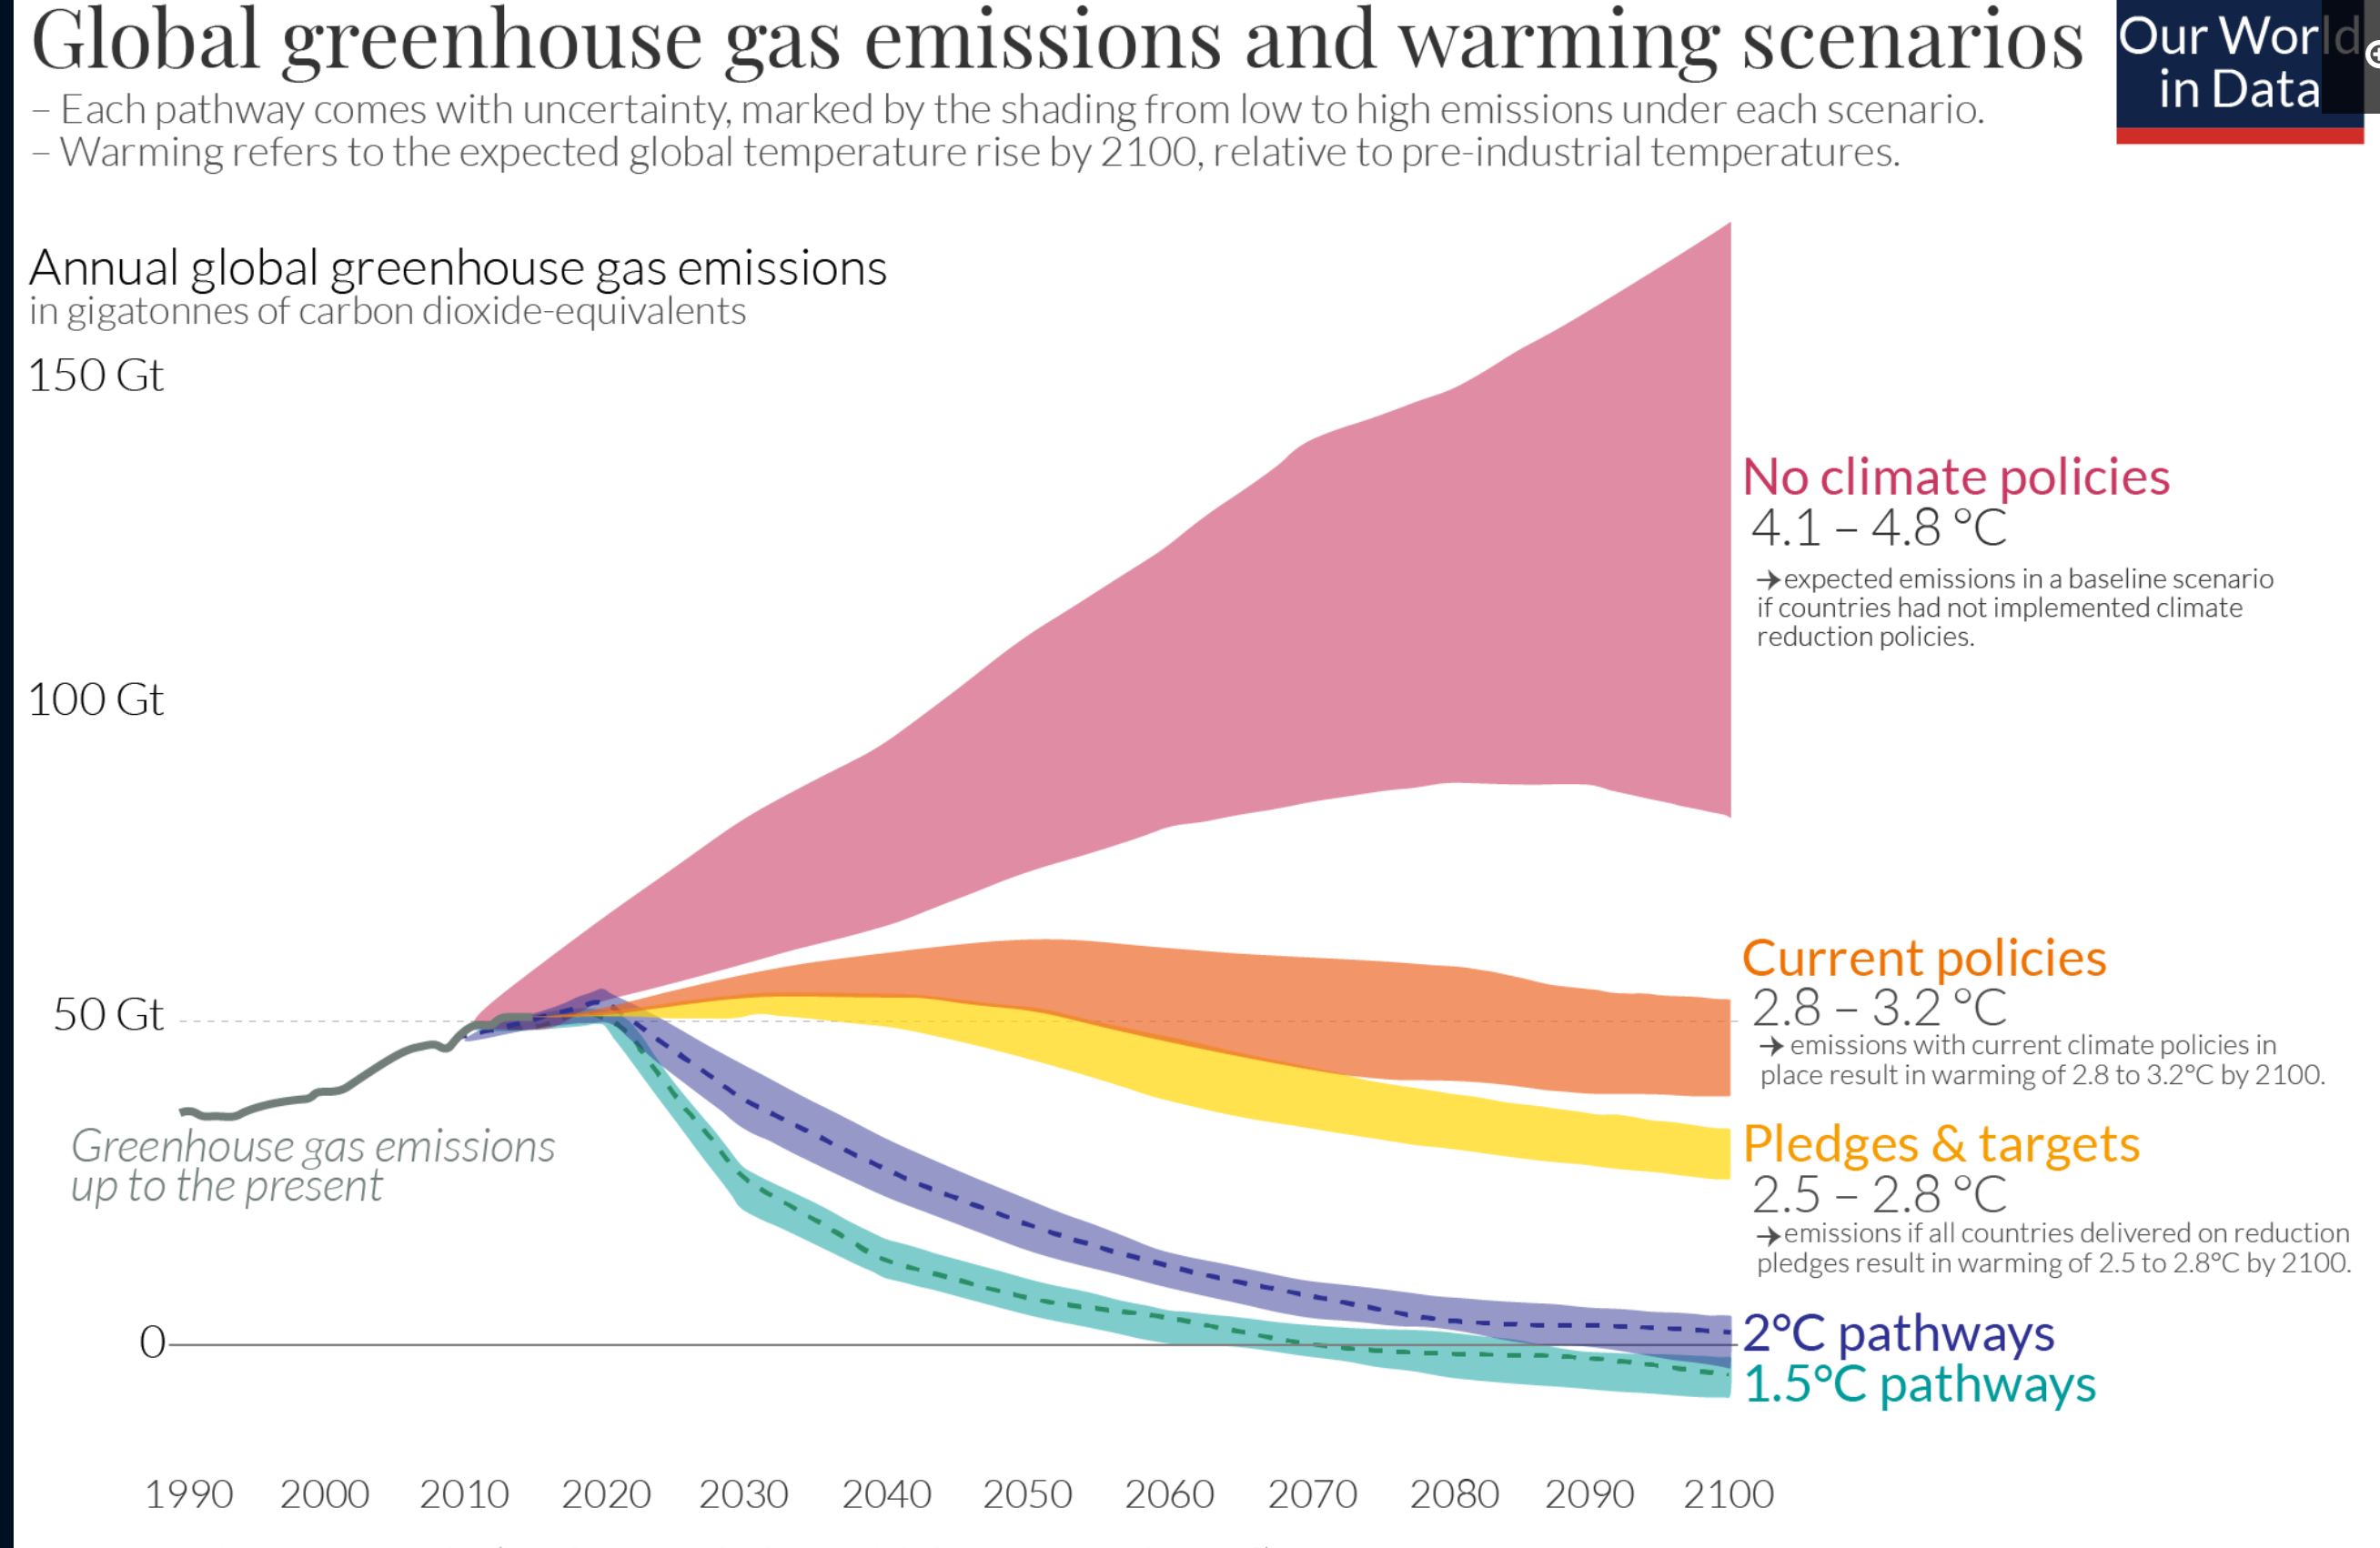 Global greenhouse gas emissions and warming scenarios
Our World
in Data
– Each pathway comes with uncertainty, marked by the shading from low to high emissions under each scenario.
– Warming refers to the expected global temperature rise by 2100, relative to pre-industrial temperatures.
Annual global greenhouse gas emissions
in gigatonnes of carbon dioxide-equivalents
150 Gt
100 Gt
50 Gt
0
Greenhouse gas emissions
up to the present
No climate policies
4.1 – 4.8 °C
→expected emissions in a baseline scenario
if countries had not implemented climate
reduction policies.
Current policies
2.8 – 3.2 °C
→ emissions with current climate policies in
place result in warming of 2.8 to 3.2°C by 2100.
Pledges & targets
2.5 – 2.8 °C
→emissions if all countries delivered on reduction
pledges result in warming of 2.5 to 2.8°C by 2100.
2°C pathways
1.5°C pathways
1990 2000 2010 2020 2030 2040 2050 2060 2070 2080 2090 2100